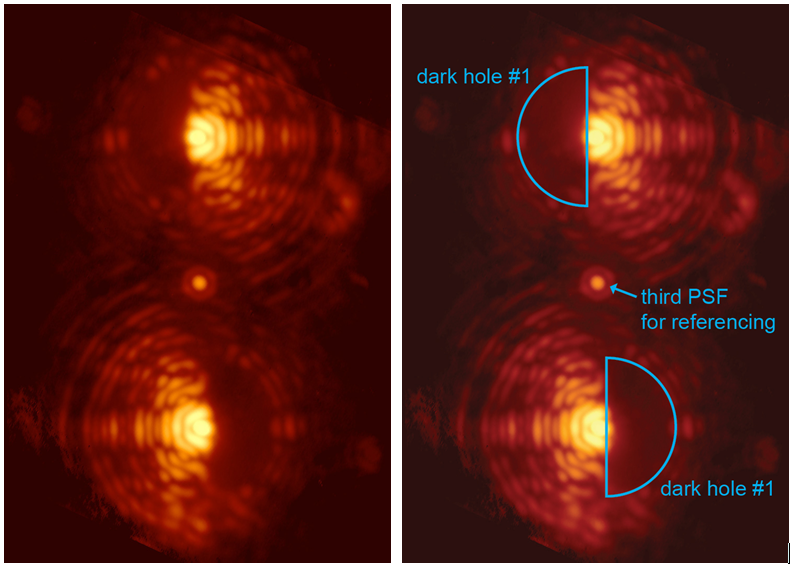 dark hole #1
third PSF
for referencing
dark hole #1